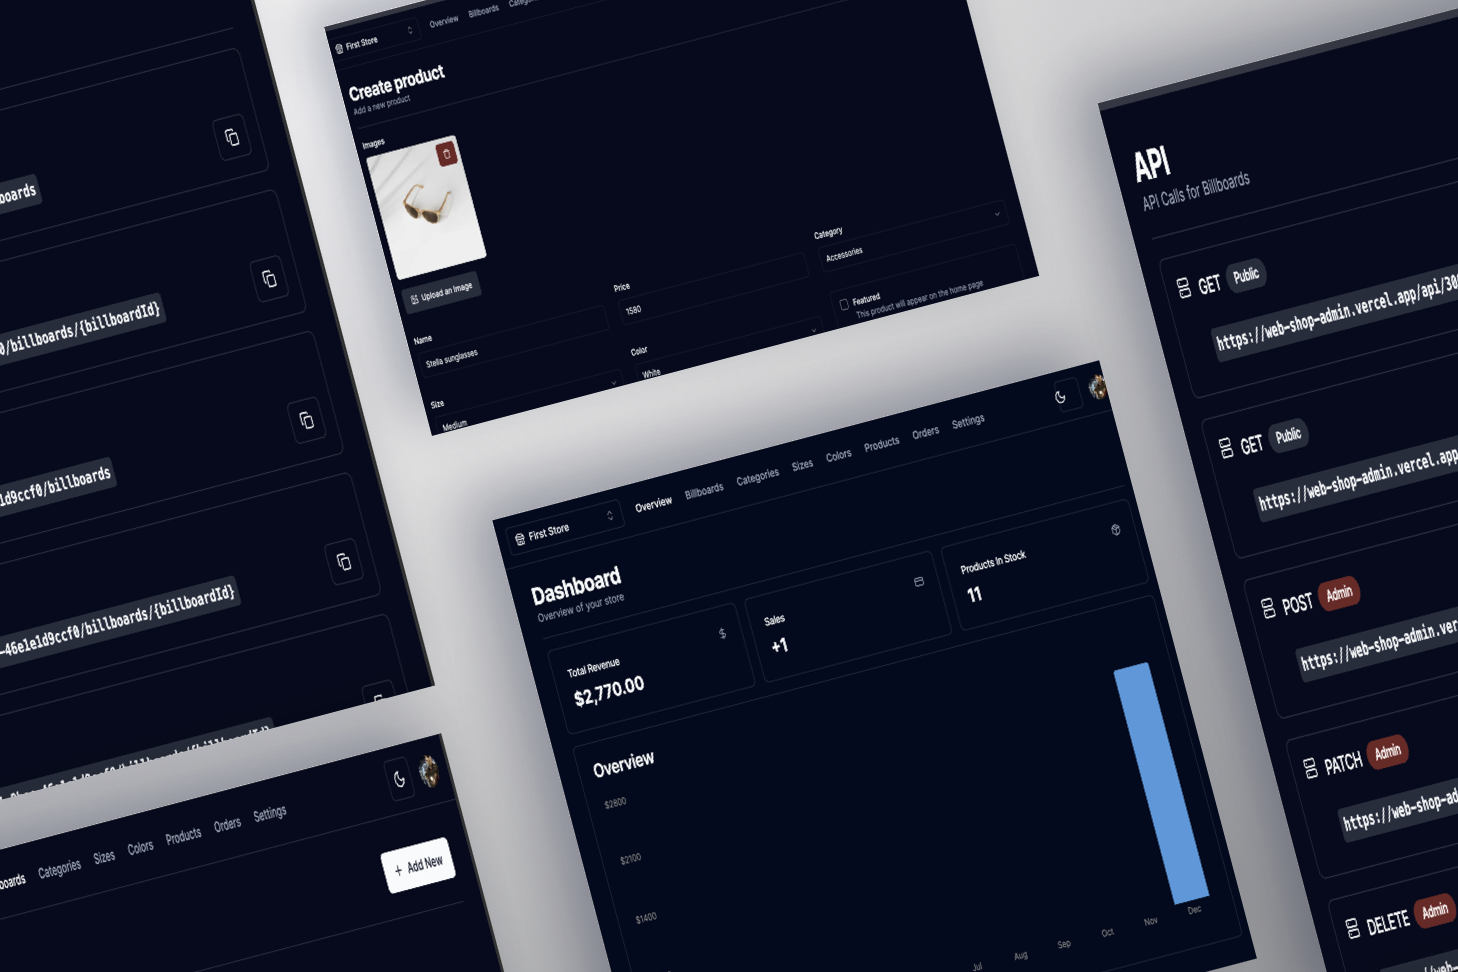 boards
0/billboards/{billboardId}
1d9ccf0/billboards
-46e1e1d9ccf0/billboards/{billboardId}
First Store
Overview
Billboards
Create product
Add a new product
Images
Upload an Image
Name
Stella sunglasses
Price
1580
Category
Accessories
Featured
This product will appear on the home page
Size
Medium
Color
White
API
API Calls for Billboards
GET Public
https://web-shop-admin.vercel.app/api/30
GET Public
https://web-shop-admin.vercel.app
POST Admin
https://web-shop-admin.ver
PATCH Admin
https://web-shop-ad
DELETE Admin
First Store
Overview Billboards Categories Sizes Colors Products Orders Settings
Dashboard
Overview of your store
Total Revenue
$
$2,770.00
Sales
+1
Products In Stock
11
Overview
$2800
$2100
$1400
Jul Aug Sep Oct Nov Dec
boards Categories Sizes Colors Products Orders Settings
+ Add New